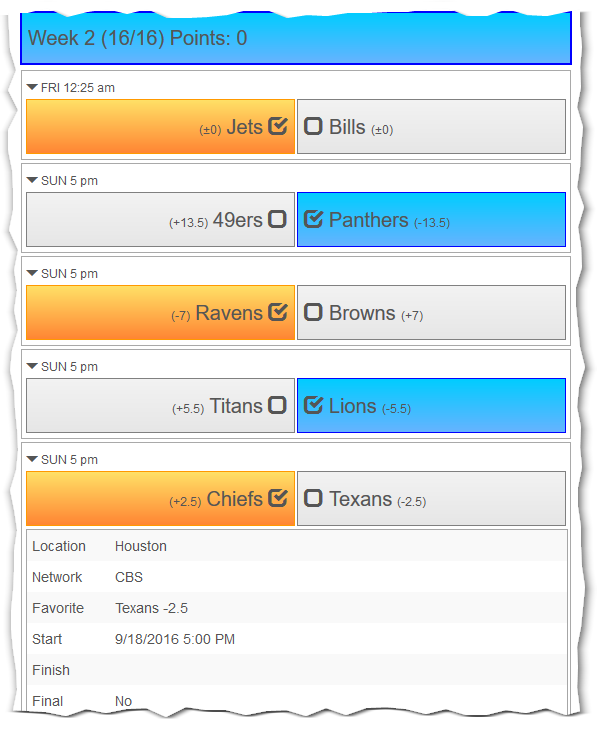 Week 2 (16/16) Points: 0
FRI 12:25 am
(±0) Jets Bills (±0)
SUN 5 pm
(+13.5) 49ers Panthers (-13.5)
SUN 5 pm
(-7) Ravens Browns (+7)
SUN 5 pm
(+5.5) Titans Lions (-5.5)
SUN 5 pm
(+2.5) Chiefs Texans (-2.5)
Location Houston
Network CBS
Favorite Texans -2.5
Start 9/18/2016 5:00 PM
Finish
Final No